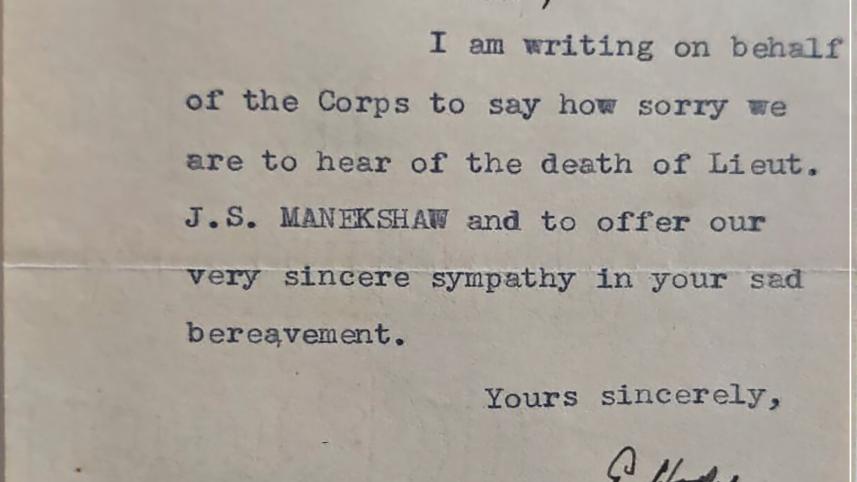 I am writing on behalf
of the Corps to say how sorry we
are to hear of the death of Lieut.
J.S. MANEKSHAW and to offer our
very sincere sympathy in your sad
bereavement.
Yours sincerely,